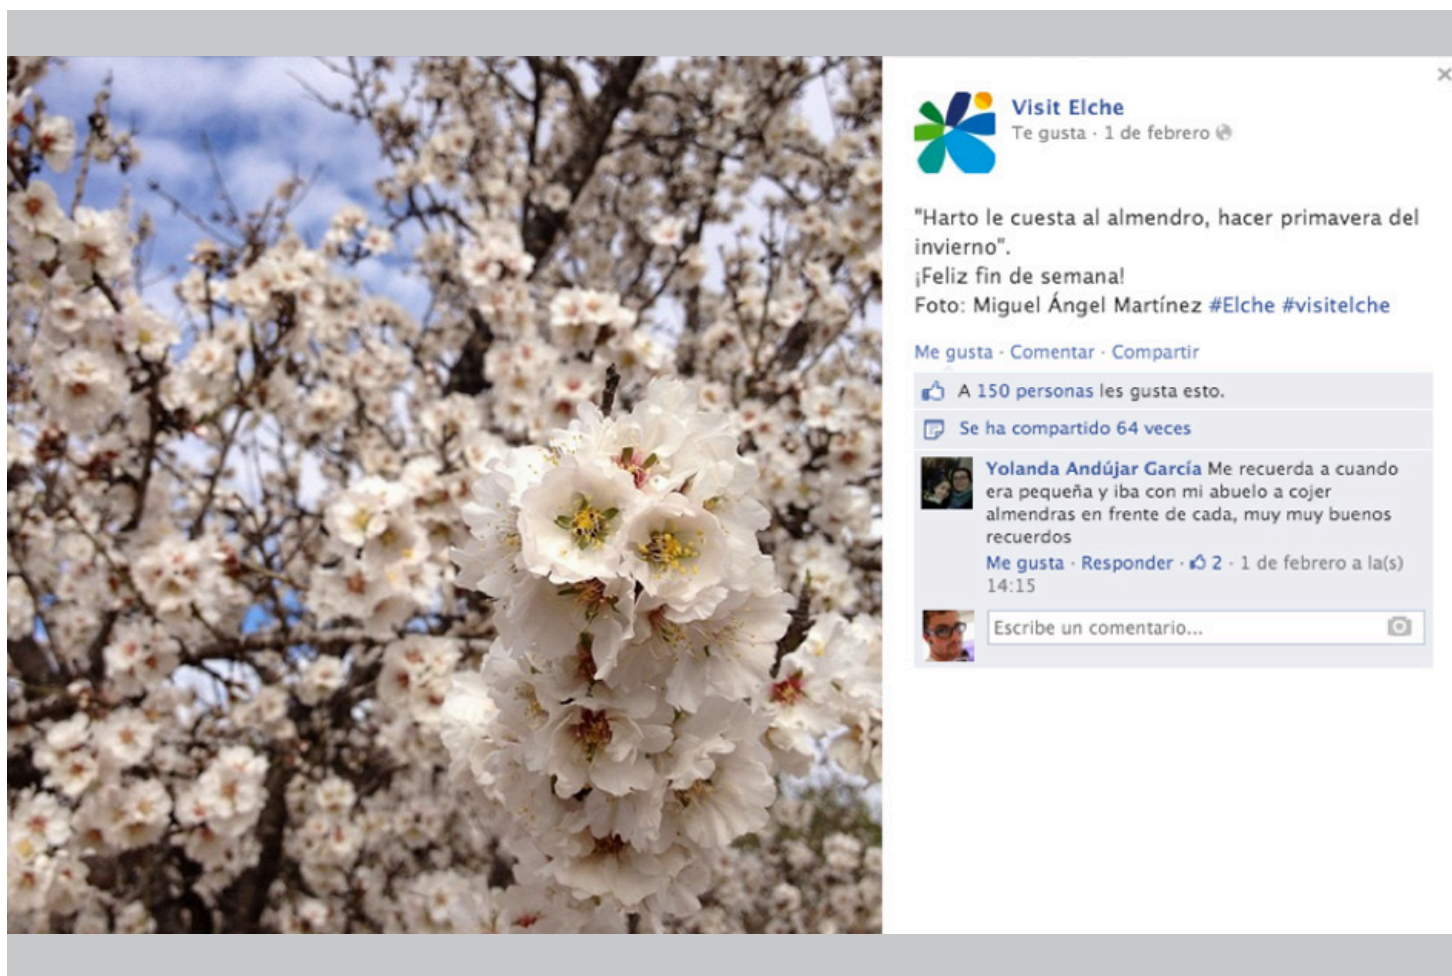 Visit Elche
Te gusta · 1 de febrero
"Harto le cuesta al almendro, hacer primavera del
invierno".
¡Feliz fin de semana!
Foto: Miguel Ángel Martínez #Elche #visitelche
Me gusta · Comentar · Compartir
A 150 personas les gusta esto.
Se ha compartido 64 veces
Yolanda Andújar García Me recuerda a cuando
era pequeña y iba con mi abuelo a cojer
almendras en frente de cada, muy muy buenos
recuerdos
Me gusta · Responder · 2 · 1 de febrero a la(s)
14:15
Escribe un comentario...